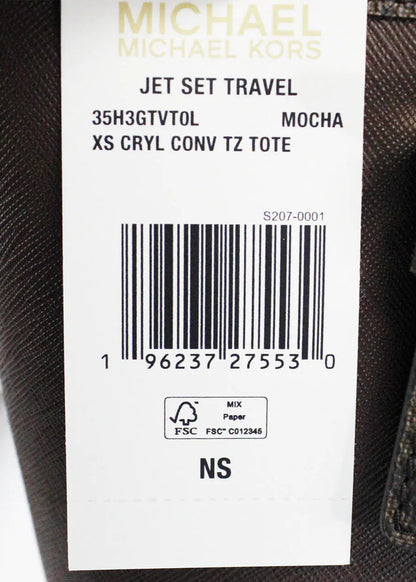 MICHAEL
MICHAEL KORS
JET SET TRAVEL
35H3GTVT0L MOCHA
XS CRYL CONV TZ TOTE
S207-0001
1 96237 27553 0
MIX
Paper
FSC FSC™ C012345
NS